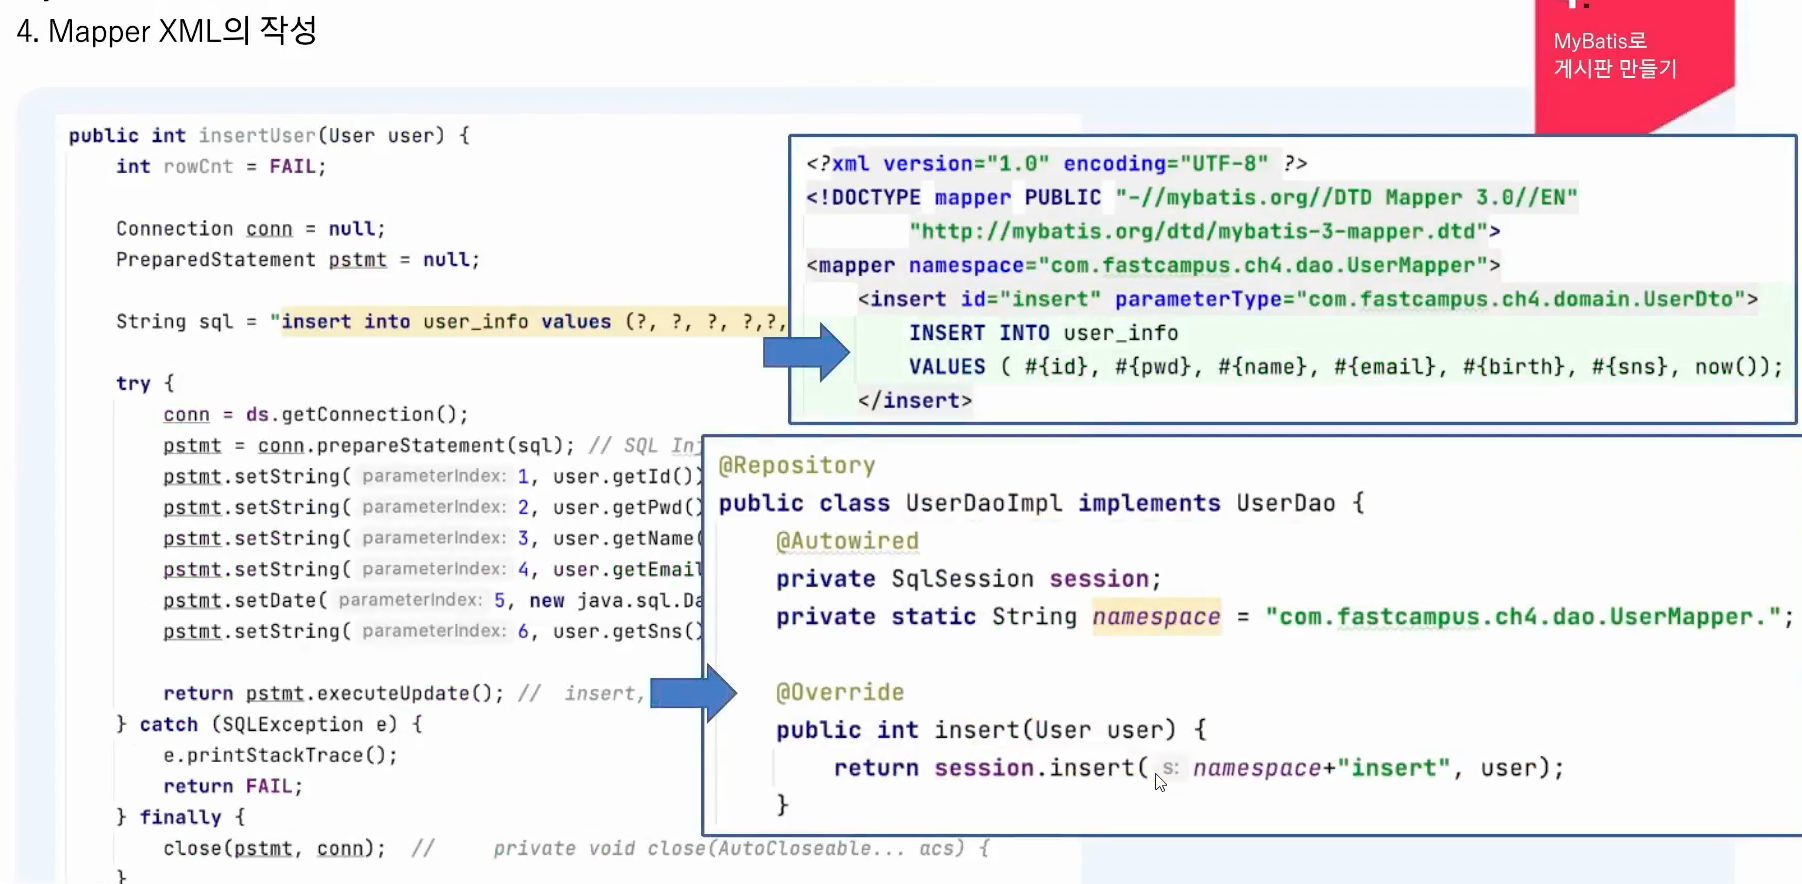 4. Mapper XML의 작성
MyBatis로
게시판 만들기
public int insertUser(User user) {
int rowCnt = FAIL;
Connection conn = null;
PreparedStatement pstmt = null;
String sql = "insert into user_info values (?, ?, ?, ?,?,
try {
conn = ds.getConnection();
pstmt = conn.prepareStatement(sql); // SQL
pstmt.setString( parameterIndex: 1, user.getId())
pstmt.setString( parameterIndex: 2, user.getPwd()
pstmt.setString( parameterIndex: 3, user.getName(
pstmt.setString( parameterIndex: 4, user.getEmail
pstmt.setDate( parameterIndex: 5, new java.sql.Da
pstmt.setString( parameterIndex: 6, user.getSns()
return pstmt.executeUpdate(); // insert,
} catch (SQLException e) {
e.printStackTrace();
return FAIL;
} finally {
close(pstmt, conn); // private void close(AutoCloseable... acs) {
}
<?xml version="1.0" encoding="UTF-8" ?>
<!DOCTYPE mapper PUBLIC "-//mybatis.org//DTD Mapper 3.0//EN"
"http://mybatis.org/dtd/mybatis-3-mapper.dtd">
<mapper namespace="com.fastcampus.ch4.dao.UserMapper">
<insert id="insert" parameterType="com.fastcampus.ch4.domain.UserDto">
INSERT INTO user_info
VALUES ( #{id}, #{pwd}, #{name}, #{email}, #{birth}, #{sns}, now());
</insert>
@Repository
public class UserDaoImpl implements UserDao {
@Autowired
private SqlSession session;
private static String namespace = "com.fastcampus.ch4.dao.UserMapper.";
@Override
public int insert(User user) {
return session.insert( s: namespace+"insert", user);
}